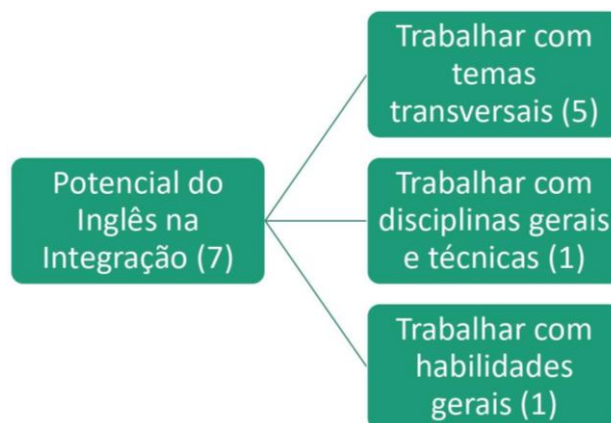 Potencial do
Inglês na
Integração (7)
Trabalhar com
temas
transversais (5)
Trabalhar com
disciplinas gerais
e técnicas (1)
Trabalhar com
habilidades
gerais (1)